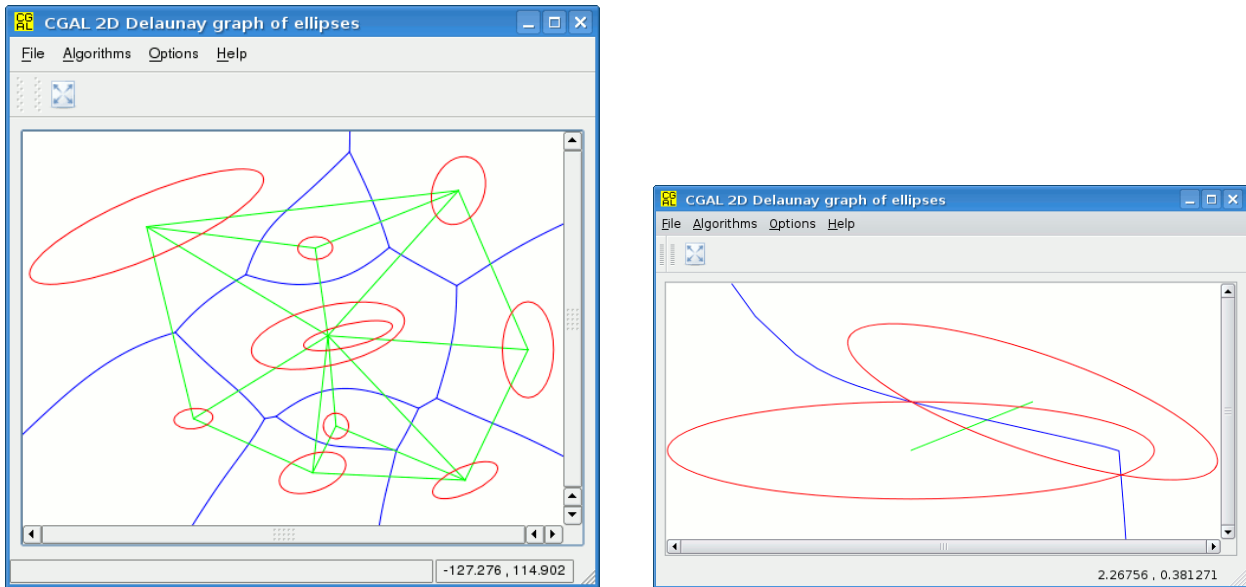 CGAL 2D Delaunay graph of ellipses
File Algorithms Options Help
-127.276 , 114.902
CGAL 2D Delaunay graph of ellipses
File Algorithms Options Help
2.26756 , 0.381271